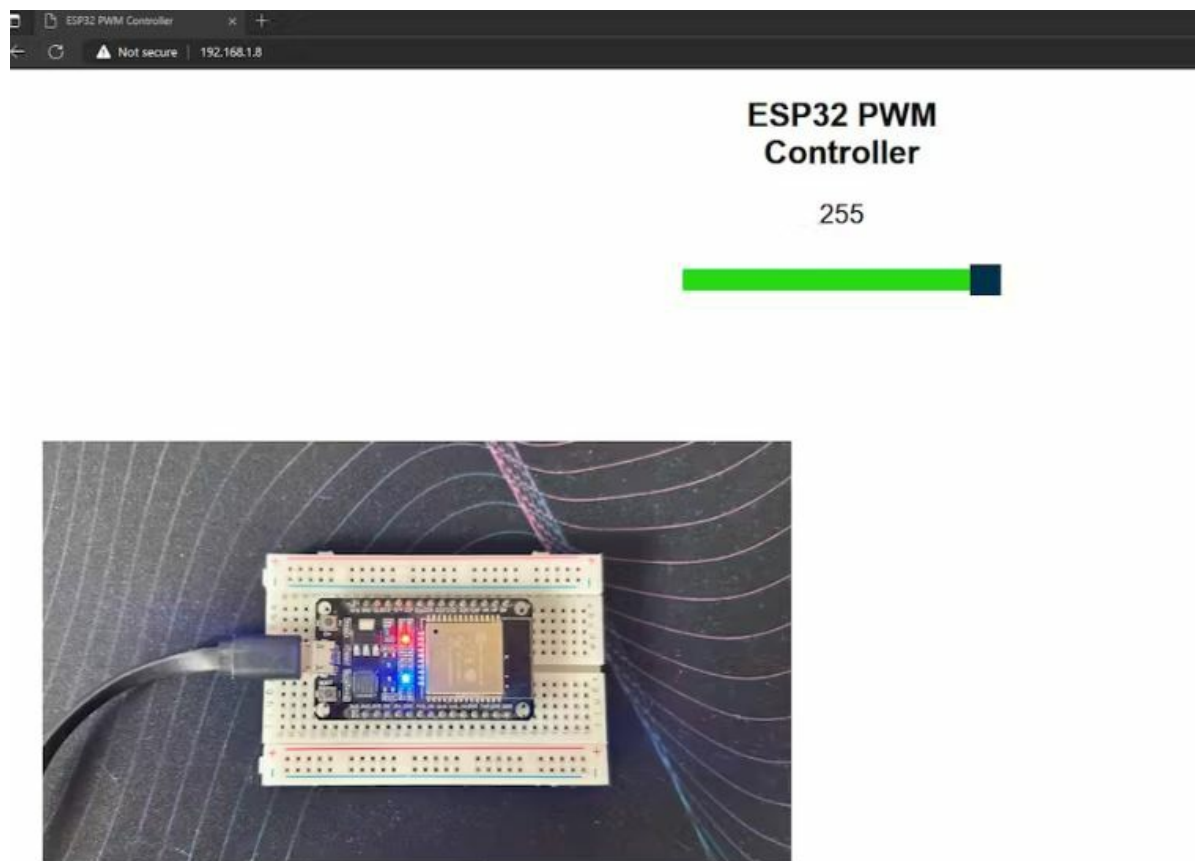 ESP32 PWM Controller
Not secure
192.168.1.8
ESP32 PWM
Controller
255